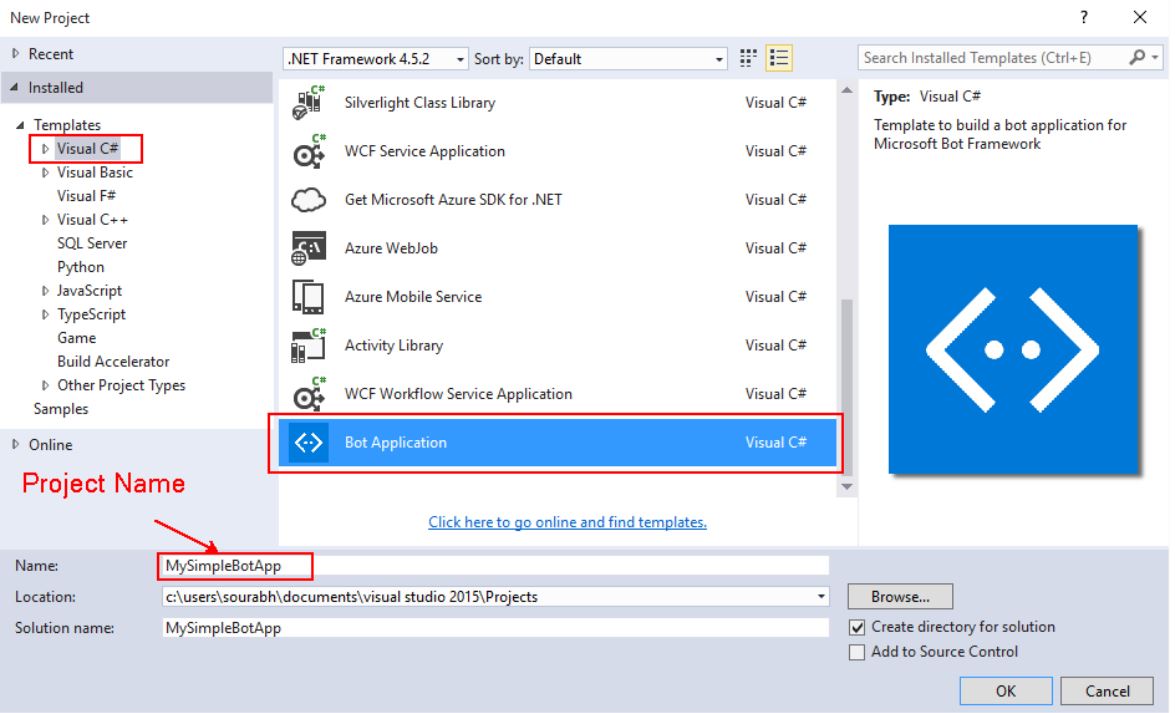 New Project
?
Recent
.NET Framework 4.5.2
Sort by:
Default
Search Installed Templates (Ctrl+E)
Installed
Templates
Visual C#
Visual Basic
Visual F#
Visual C++
SQL Server
Python
JavaScript
TypeScript
Game
Build Accelerator
Other Project Types
Samples
Online
C# Silverlight Class Library Visual C#
C# WCF Service Application Visual C#
Get Microsoft Azure SDK for .NET Visual C#
C:\ Azure WebJob Visual C#
Azure Mobile Service Visual C#
C# Activity Library Visual C#
C# WCF Workflow Service Application Visual C#
Bot Application Visual C#
Click here to go online and find templates.
Type: Visual C#
Template to build a bot application for
Microsoft Bot Framework
Project Name
Name: MySimpleBotApp
Location: c:\users\sourabh\documents\visual studio 2015\Projects
Browse...
Solution name: MySimpleBotApp
Create directory for solution
Add to Source Control
OK
Cancel